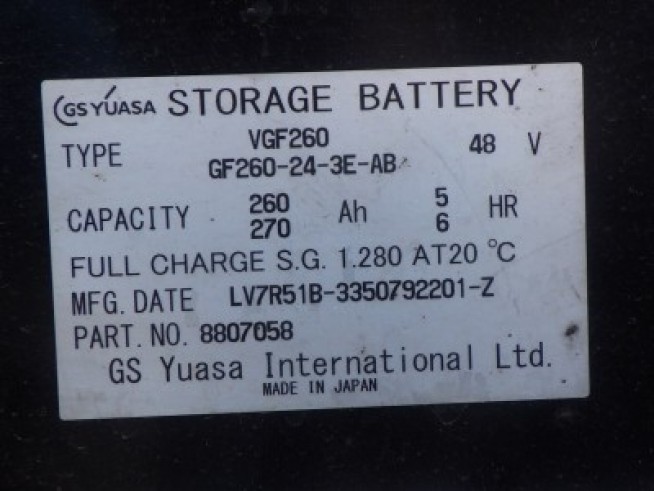 GS YUASA STORAGE BATTERY
TYPE VGF260 48 V
GF260-24-3E-AB
CAPACITY 260 Ah 5 HR
270 6
FULL CHARGE S.G. 1.280 AT20 ℃
MFG. DATE LV7R51B-3350792201-Z
PART. NO. 8807058
GS Yuasa International Ltd.
MADE IN JAPAN